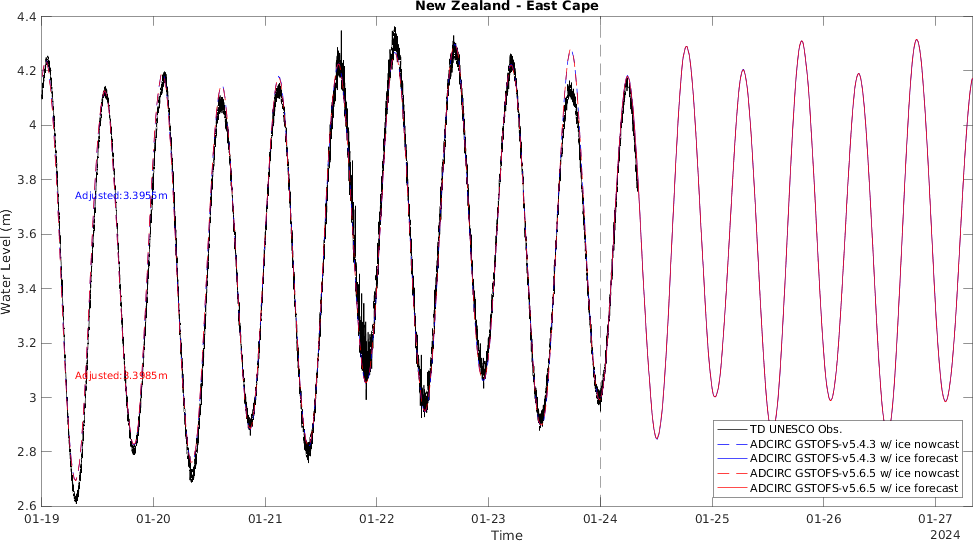 New Zealand - East Cape
4.4
4.2
4
3.8
3.6
3.4
3.2
3
2.8
2.6
Water Level (m)
Adjusted:3.3955m
Adjusted:3.3985m
TD UNESCO Obs.
ADCIRC GSTOFS-v5.4.3 w/ ice nowcast
ADCIRC GSTOFS-v5.4.3 w/ ice forecast
ADCIRC GSTOFS-v5.6.5 w/ ice nowcast
ADCIRC GSTOFS-v5.6.5 w/ ice forecast
01-19 01-20 01-21 01-22 01-23 01-24 01-25 01-26 01-27
Time
2024